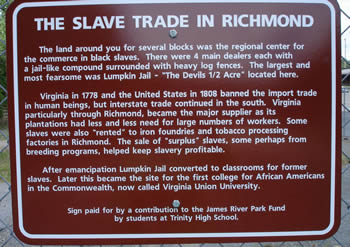 THE SLAVE TRADE IN RICHMOND
The land around you for several blocks was the regional center for
the commerce in black slaves. There were 4 main dealers each with
a jail-like compound surrounded with heavy log fences. The largest and
most fearsome was Lumpkin Jail - "The Devils 1/2 Acre" located here.
Virginia in 1778 and the United States in 1808 banned the import trade
in human beings, but interstate trade continued in the south. Virginia
particularly through Richmond, became the major supplier as its
plantations had less and less need for large numbers of workers. Some
slaves were also "rented" to iron foundries and tobacco processing
factories in Richmond. The sale of "surplus" slaves, some perhaps from
breeding programs, helped keep slavery profitable.
After emancipation Lumpkin Jail converted to classrooms for former
slaves. Later this became the site for the first college for African Americans
in the Commonwealth, now called Virginia Union University.
Sign paid for by a contribution to the James River Park Fund
by students at Trinity High School.